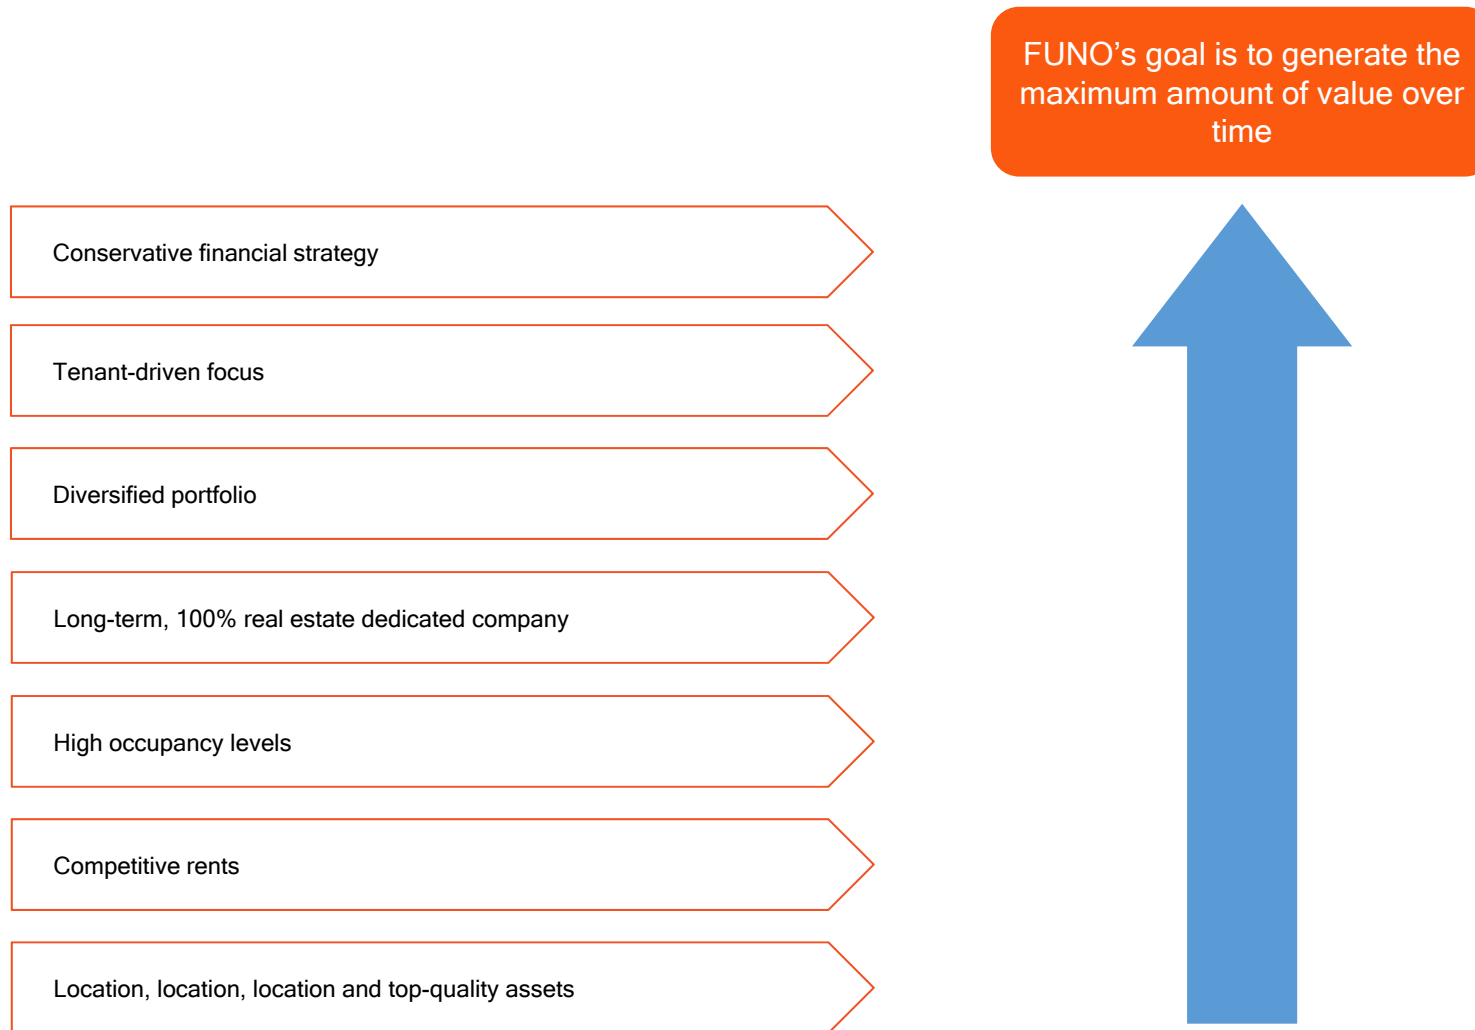 FUNO’s goal is to generate the
maximum amount of value over
time
Conservative financial strategy
Tenant-driven focus
Diversified portfolio
Long-term, 100% real estate dedicated company
High occupancy levels
Competitive rents
Location, location, location and top-quality assets